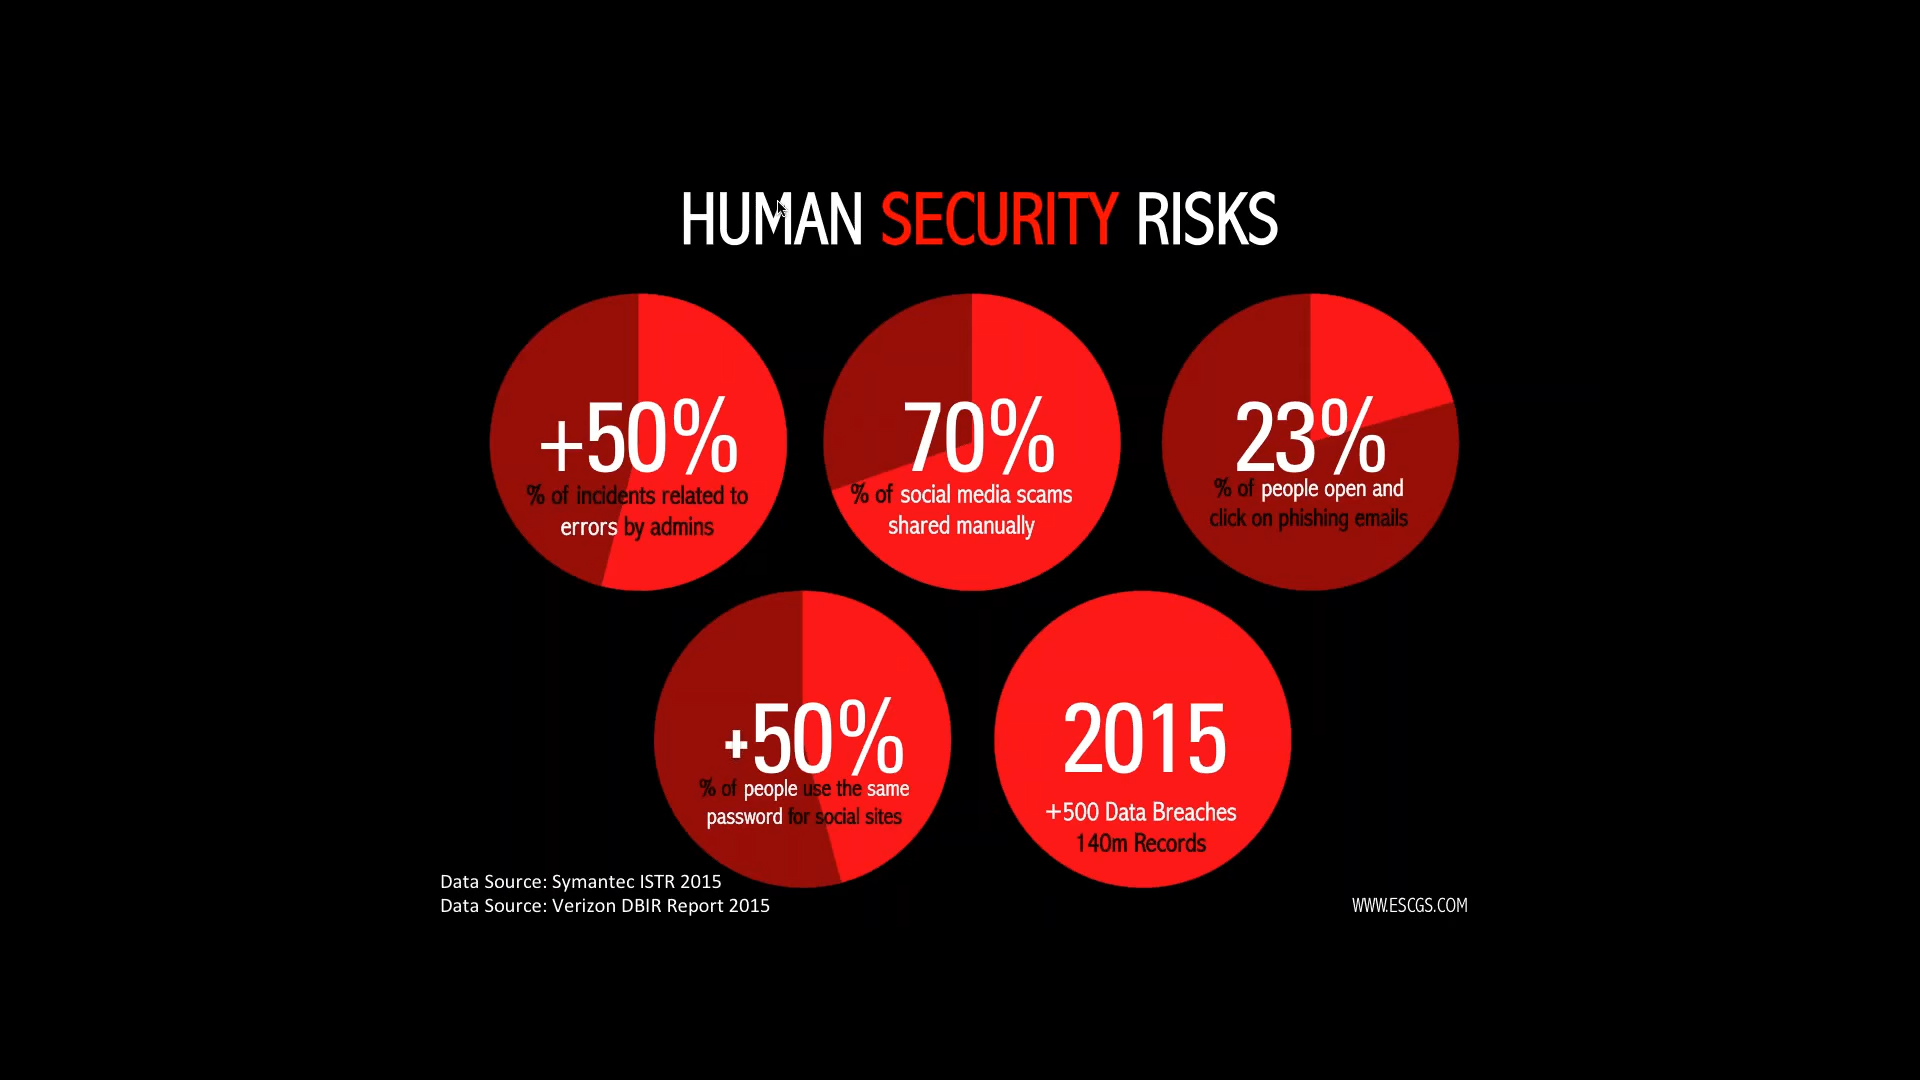 HUMAN SECURITY RISKS
+50%
% of incidents related to
errors by admins
70%
% of social media scams
shared manually
23%
% of people open and
click on phishing emails
+50%
% of people use the same
password for social sites
2015
+500 Data Breaches
140m Records
Data Source: Symantec ISTR 2015
Data Source: Verizon DBIR Report 2015
WWW.ESCGS.COM